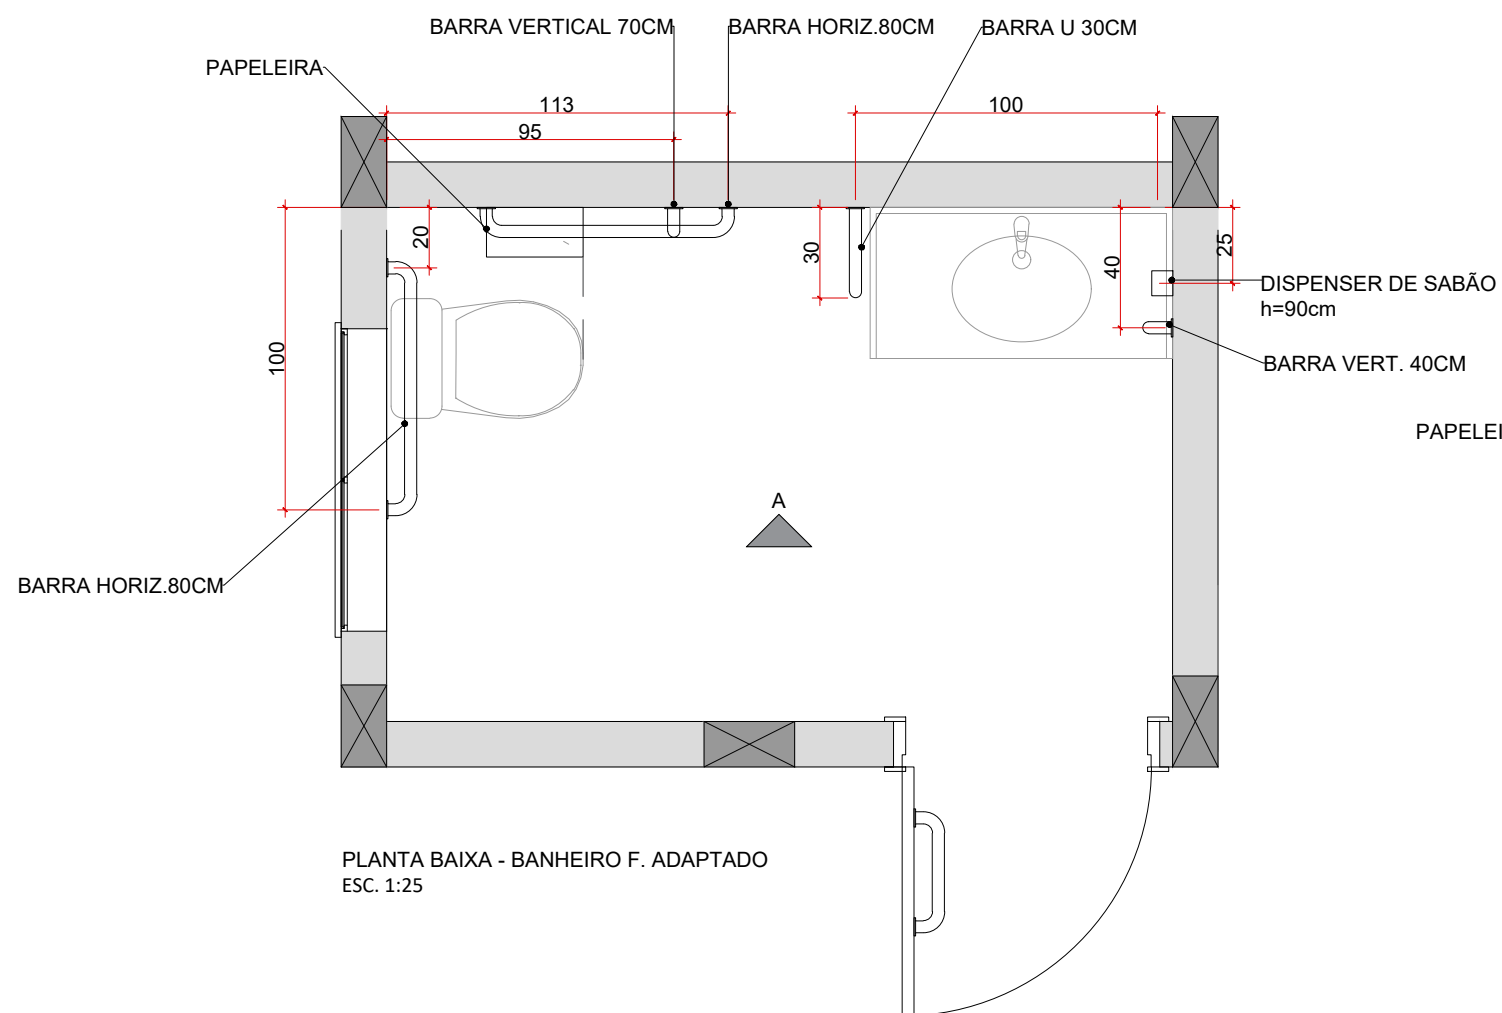 BARRA VERTICAL 70CM
BARRA HORIZ.80CM
BARRA U 30CM
PAPELEIRA
113
100
95
20
30
40
25
DISPENSER DE SABÃO
h=90cm
100
BARRA VERT. 40CM
PAPELEI
A
BARRA HORIZ.80CM
PLANTA BAIXA - BANHEIRO F. ADAPTADO
ESC. 1:25